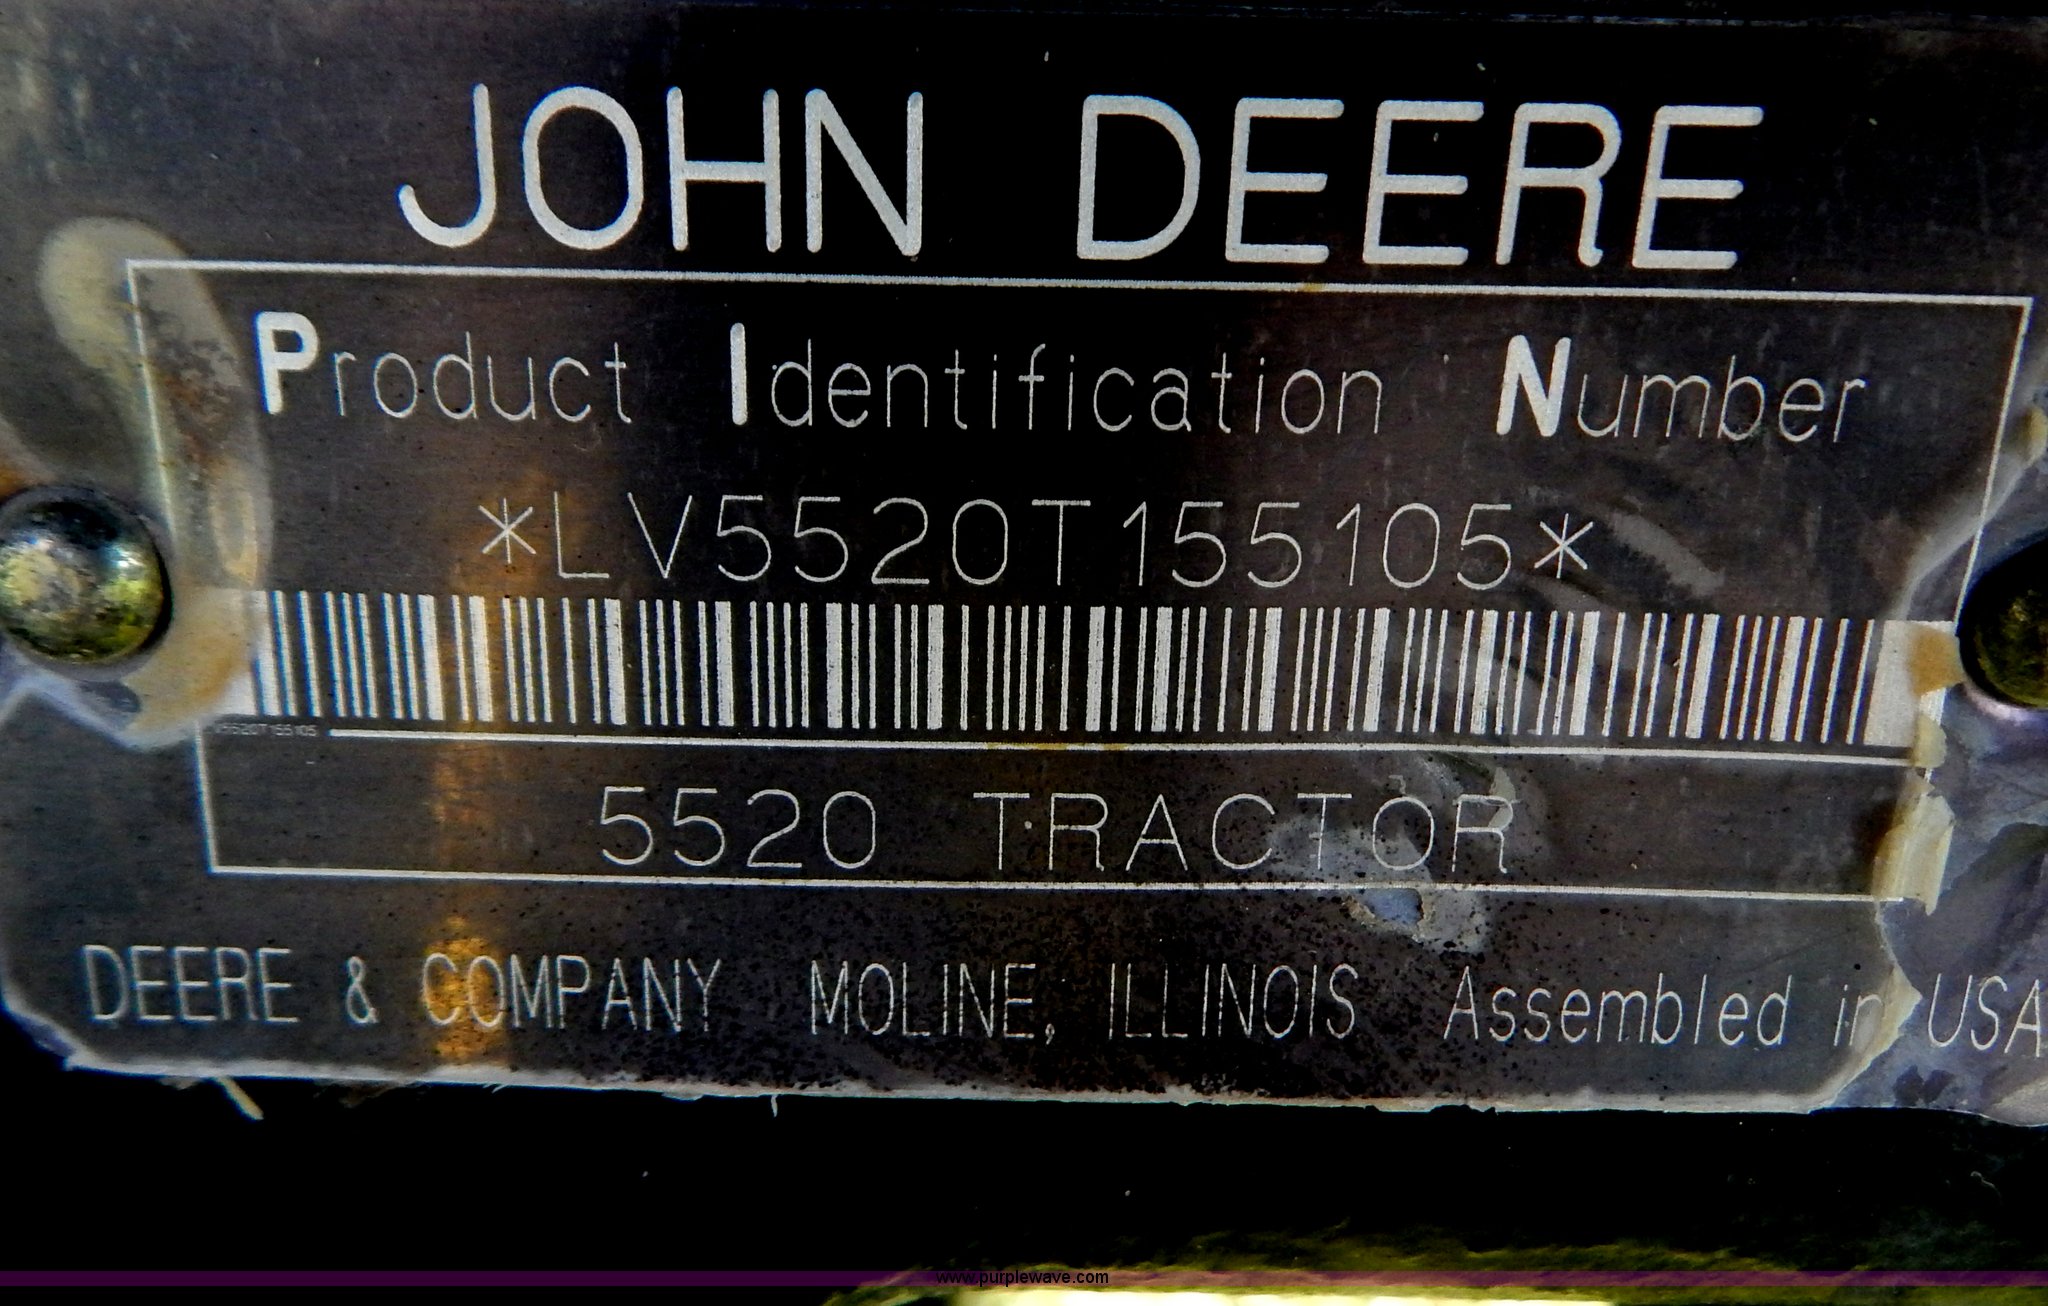 JOHN DEERE
Product Identification Number
*LV5520T155105*
5520 TRACTOR
DEERE & COMPANY MOLINE, ILLINOIS Assembled in USA
www.purplewave.com